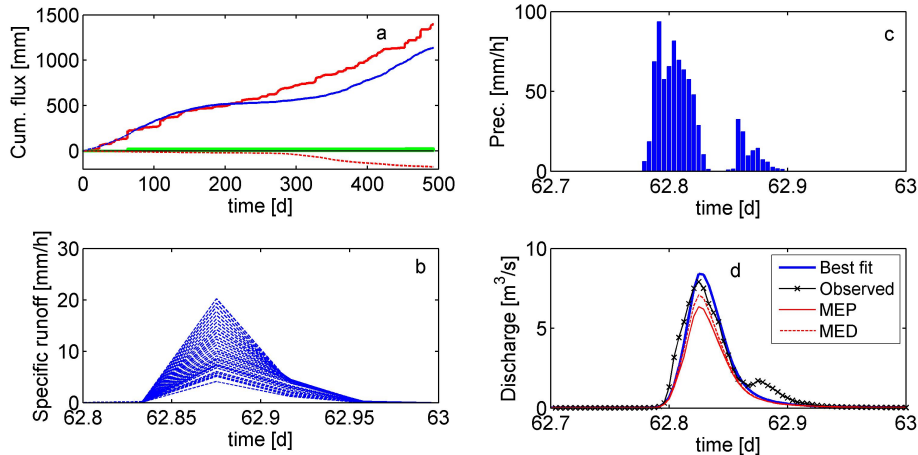 a
Cum. flux
[mm]
1500
1000
500
0
0 100 200 300 400 500
time [d]
c
Prec. [mm/h]
100
50
0
62.7 62.8 62.9 63
time [d]
b
Specific runoff [mm/h]
30
20
10
0
62.8 62.85 62.9 62.95 63
time [d]
d
Discharge [m³/s]
10
5
0
62.7 62.8 62.9 63
time [d]
Best fit
Observed
MEP
MED